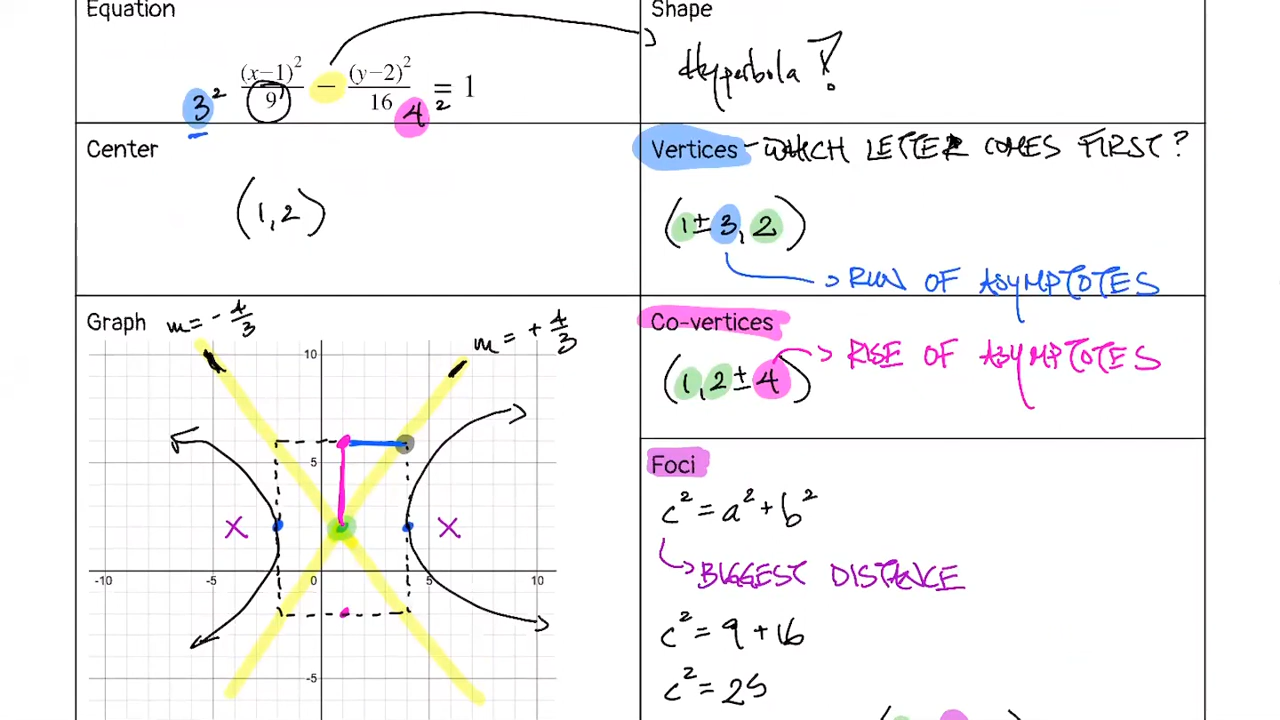 Equation
(x−1)² / 9 − (y−2)² / 16 = 1
3² 4²
Shape
Hyperbola!
Center
(1, 2)
Vertices - WHICH LETTER COMES FIRST?
(1 ± 3, 2)
→ RUN OF ASYMPTOTES
Graph
m = - 4/3
m = + 4/3
10
5
-10 -5 0 5 10
-5
Co-vertices
(1, 2 ± 4)
→ RISE OF ASYMPTOTES
Foci
c² = a² + b²
→ BIGGEST DISTANCE
c² = 9 + 16
c² = 25